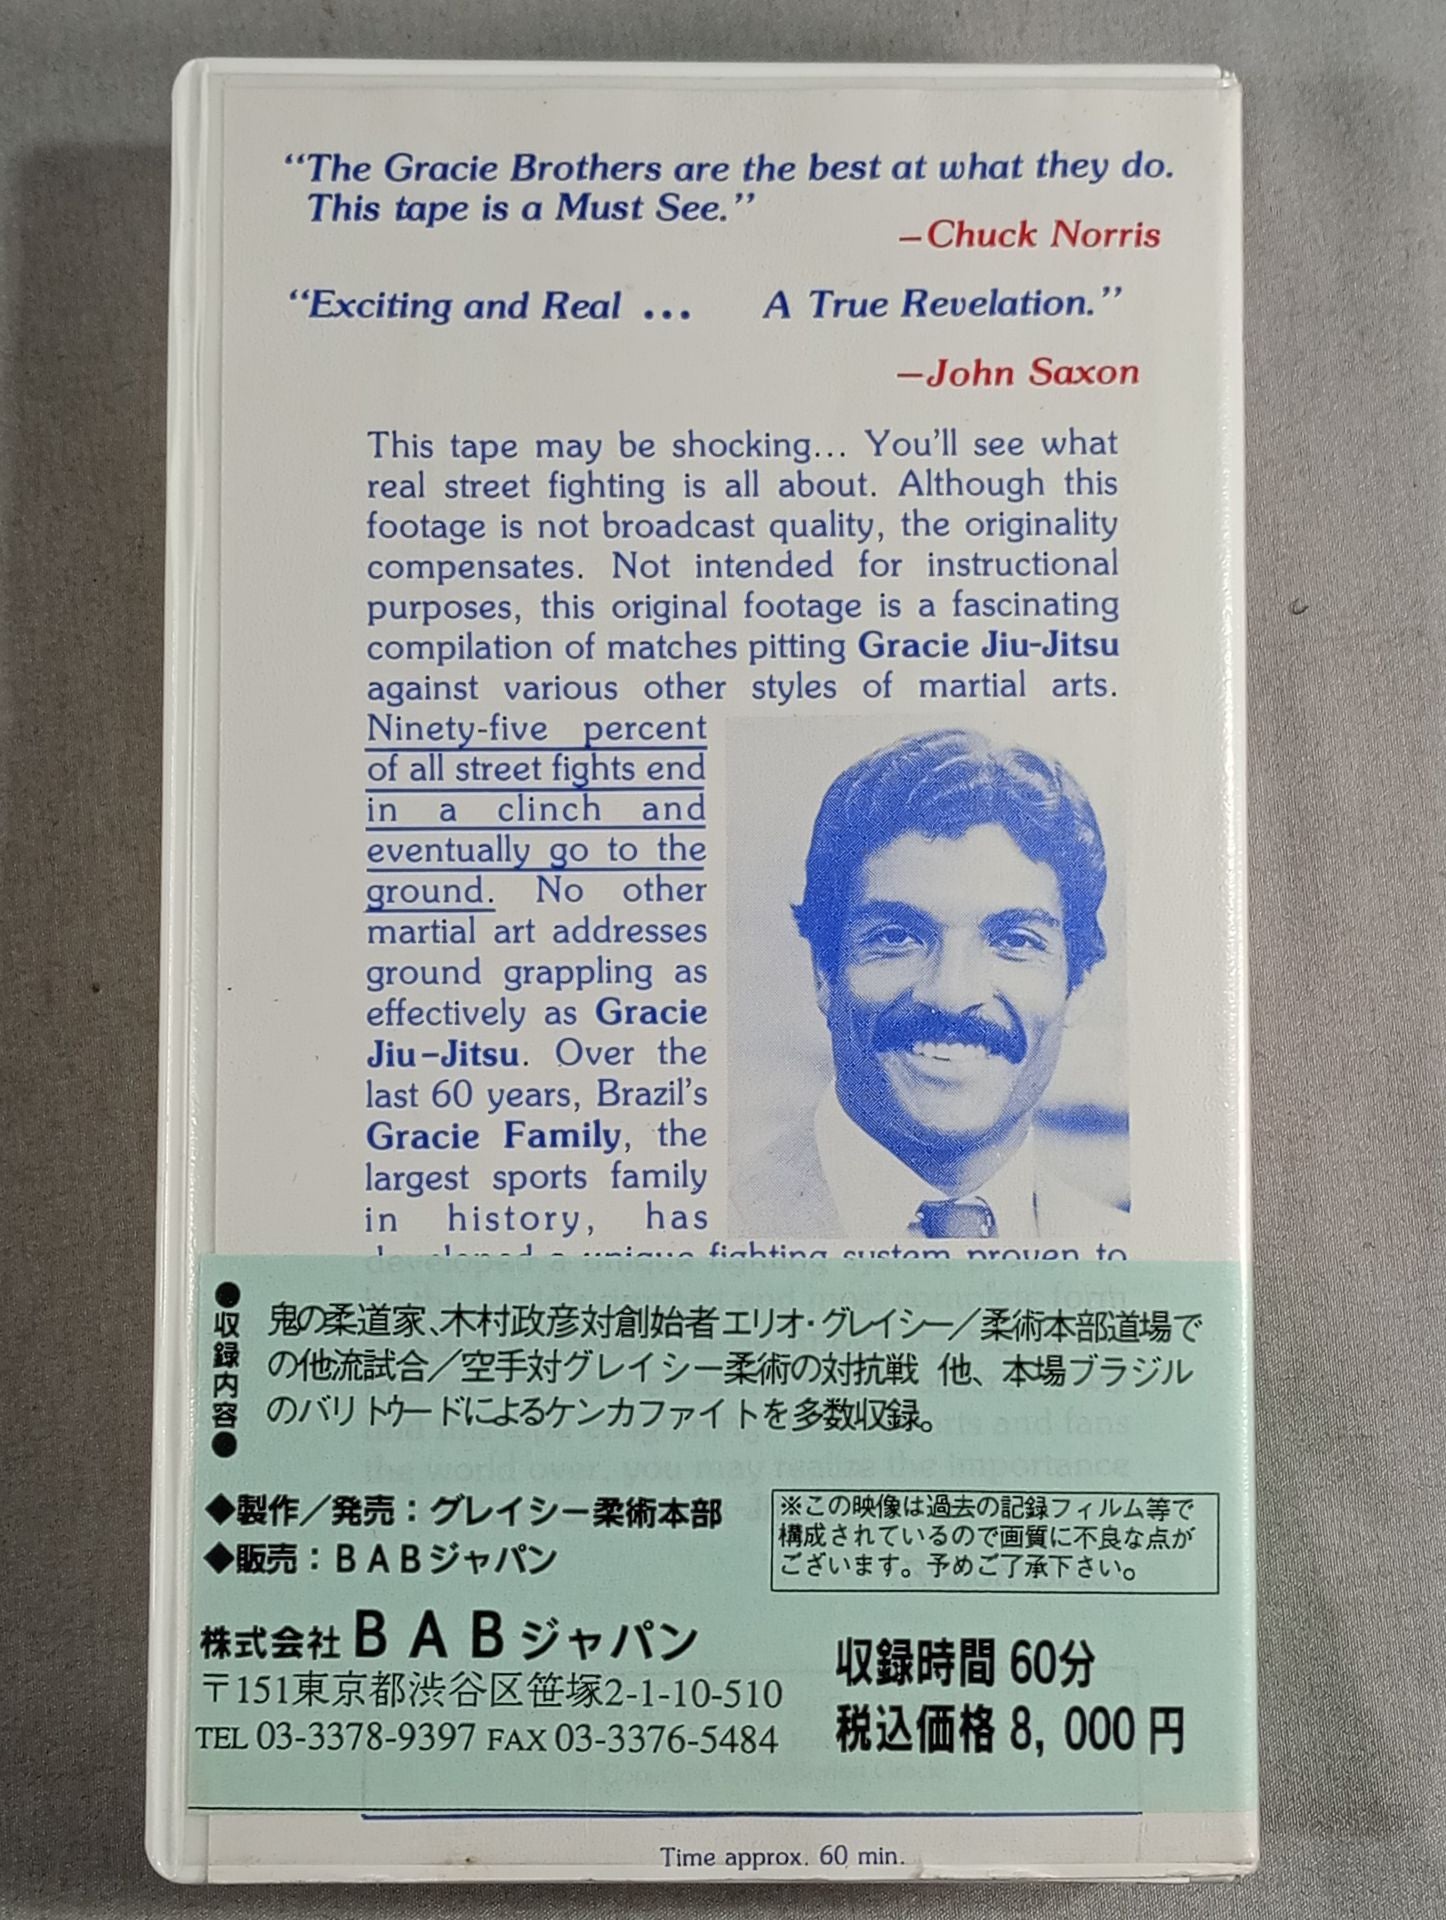 “The Gracie Brothers are the best at what they do.
This tape is a Must See.”
–Chuck Norris
“Exciting and Real ... A True Revelation.”
–John Saxon
This tape may be shocking... You'll see what
real street fighting is all about. Although this
footage is not broadcast quality, the originality
compensates. Not intended for instructional
purposes, this original footage is a fascinating
compilation of matches pitting Gracie Jiu-Jitsu
against various other styles of martial arts.
Ninety-five percent
of all street fights end
in a clinch and
eventually go to the
ground. No other
martial art addresses
ground grappling as
effectively as Gracie
Jiu-Jitsu. Over the
last 60 years, Brazil's
Gracie Family, the
largest sports family
in history, has
developed a unique fighting system proven to
●収録内容●
鬼の柔道家、木村政彦対創始者エリオ・グレイシー／柔術本部道場で
の他流試合／空手対グレイシー柔術の対抗戦 他、本場ブラジル
のバリトゥードによるケンカファイトを多数収録。
◆製作／発売：グレイシー柔術本部
◆販売：ＢＡＢジャパン
※この映像は過去の記録フィルム等で
構成されているので画質に不良な点が
ございます。予めご了承下さい。
株式会社ＢＡＢジャパン
〒151東京都渋谷区笹塚2-1-10-510
TEL 03-3378-9397 FAX 03-3376-5484
収録時間 60分
税込価格 8,000円
Time approx. 60 min.